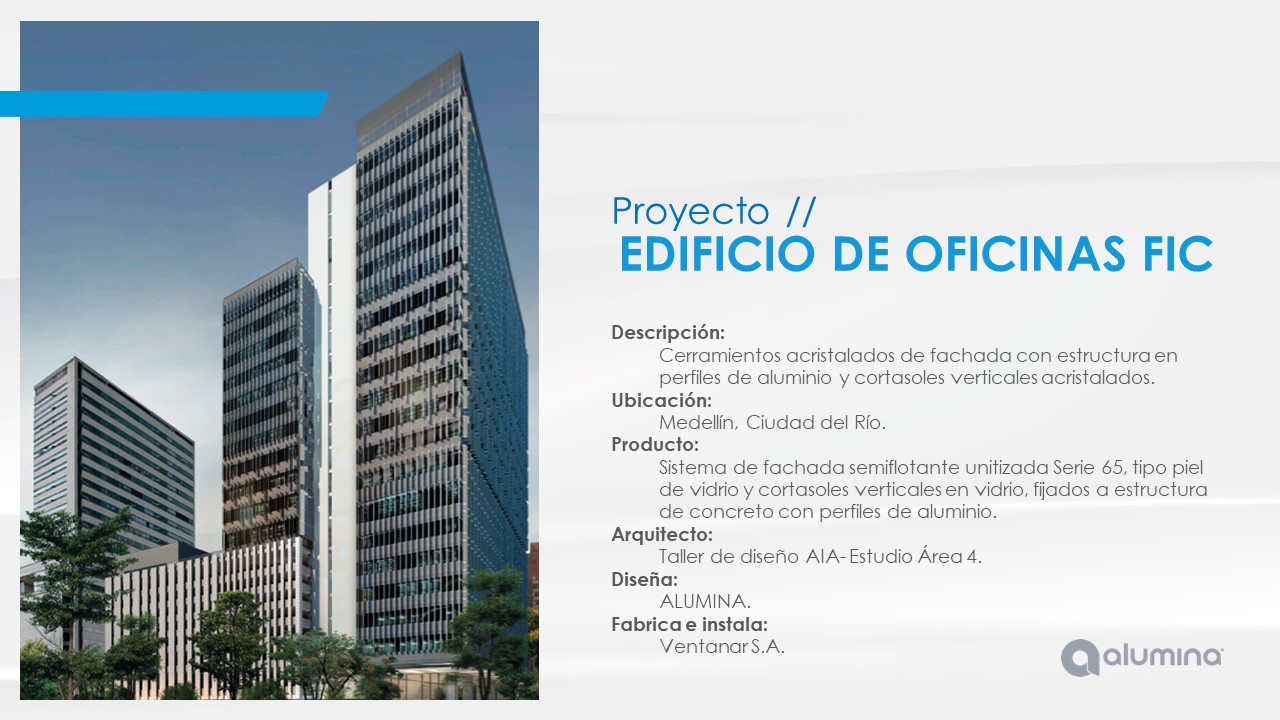 Proyecto //
EDIFICIO DE OFICINAS FIC
Descripción:
Cerramientos acristalados de fachada con estructura en
perfiles de aluminio y cortasoles verticales acristalados.
Ubicación:
Medellín, Ciudad del Río.
Producto:
Sistema de fachada semiflotante unitizada Serie 65, tipo piel
de vidrio y cortasoles verticales en vidrio, fijados a estructura
de concreto con perfiles de aluminio.
Arquitecto:
Taller de diseño AIA- Estudio Área 4.
Diseña:
ALUMINA.
Fabrica e instala:
Ventanar S.A.
alumina